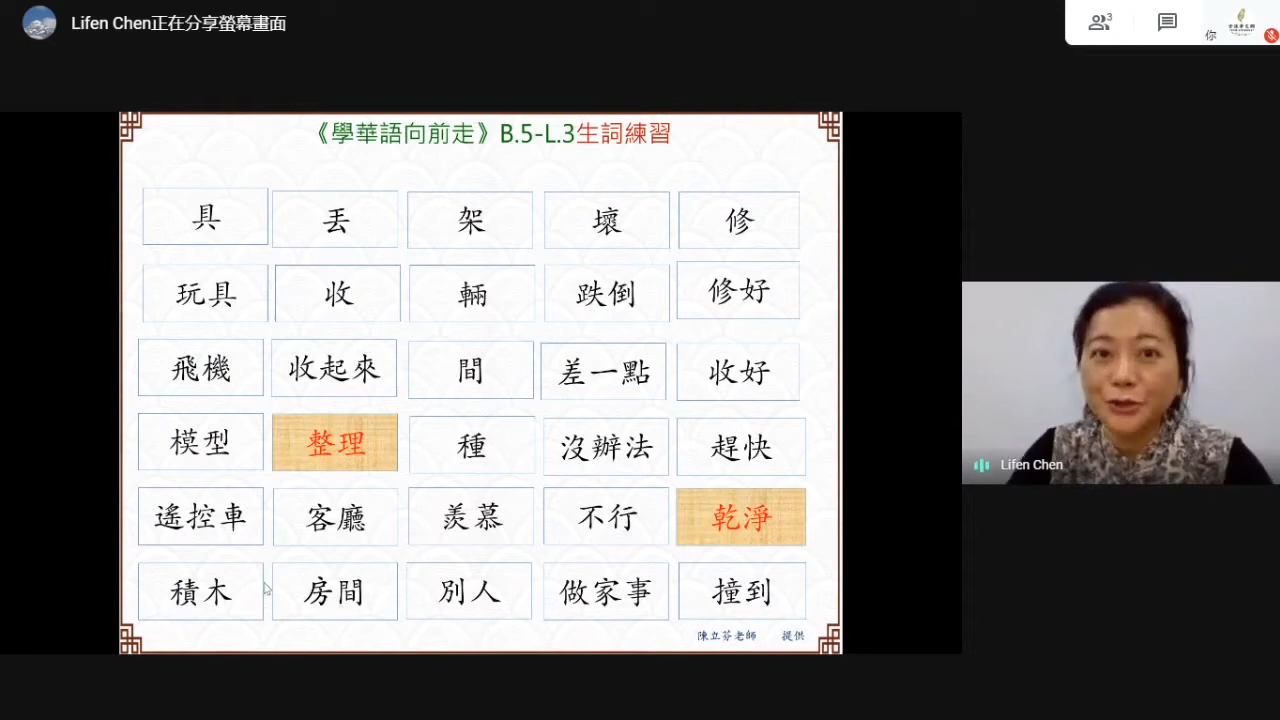 Lifen Chen正在分享螢幕畫面
3
你
《學華語向前走》B.5-L.3生詞練習
具 丟 架 壞 修
玩具 收 輛 跌倒 修好
飛機 收起來 間 差一點 收好
模型 整理 種 沒辦法 趕快
遙控車 客廳 羨慕 不行 乾淨
積木 房間 別人 做家事 撞到
陳立芬老師 提供
Lifen Chen